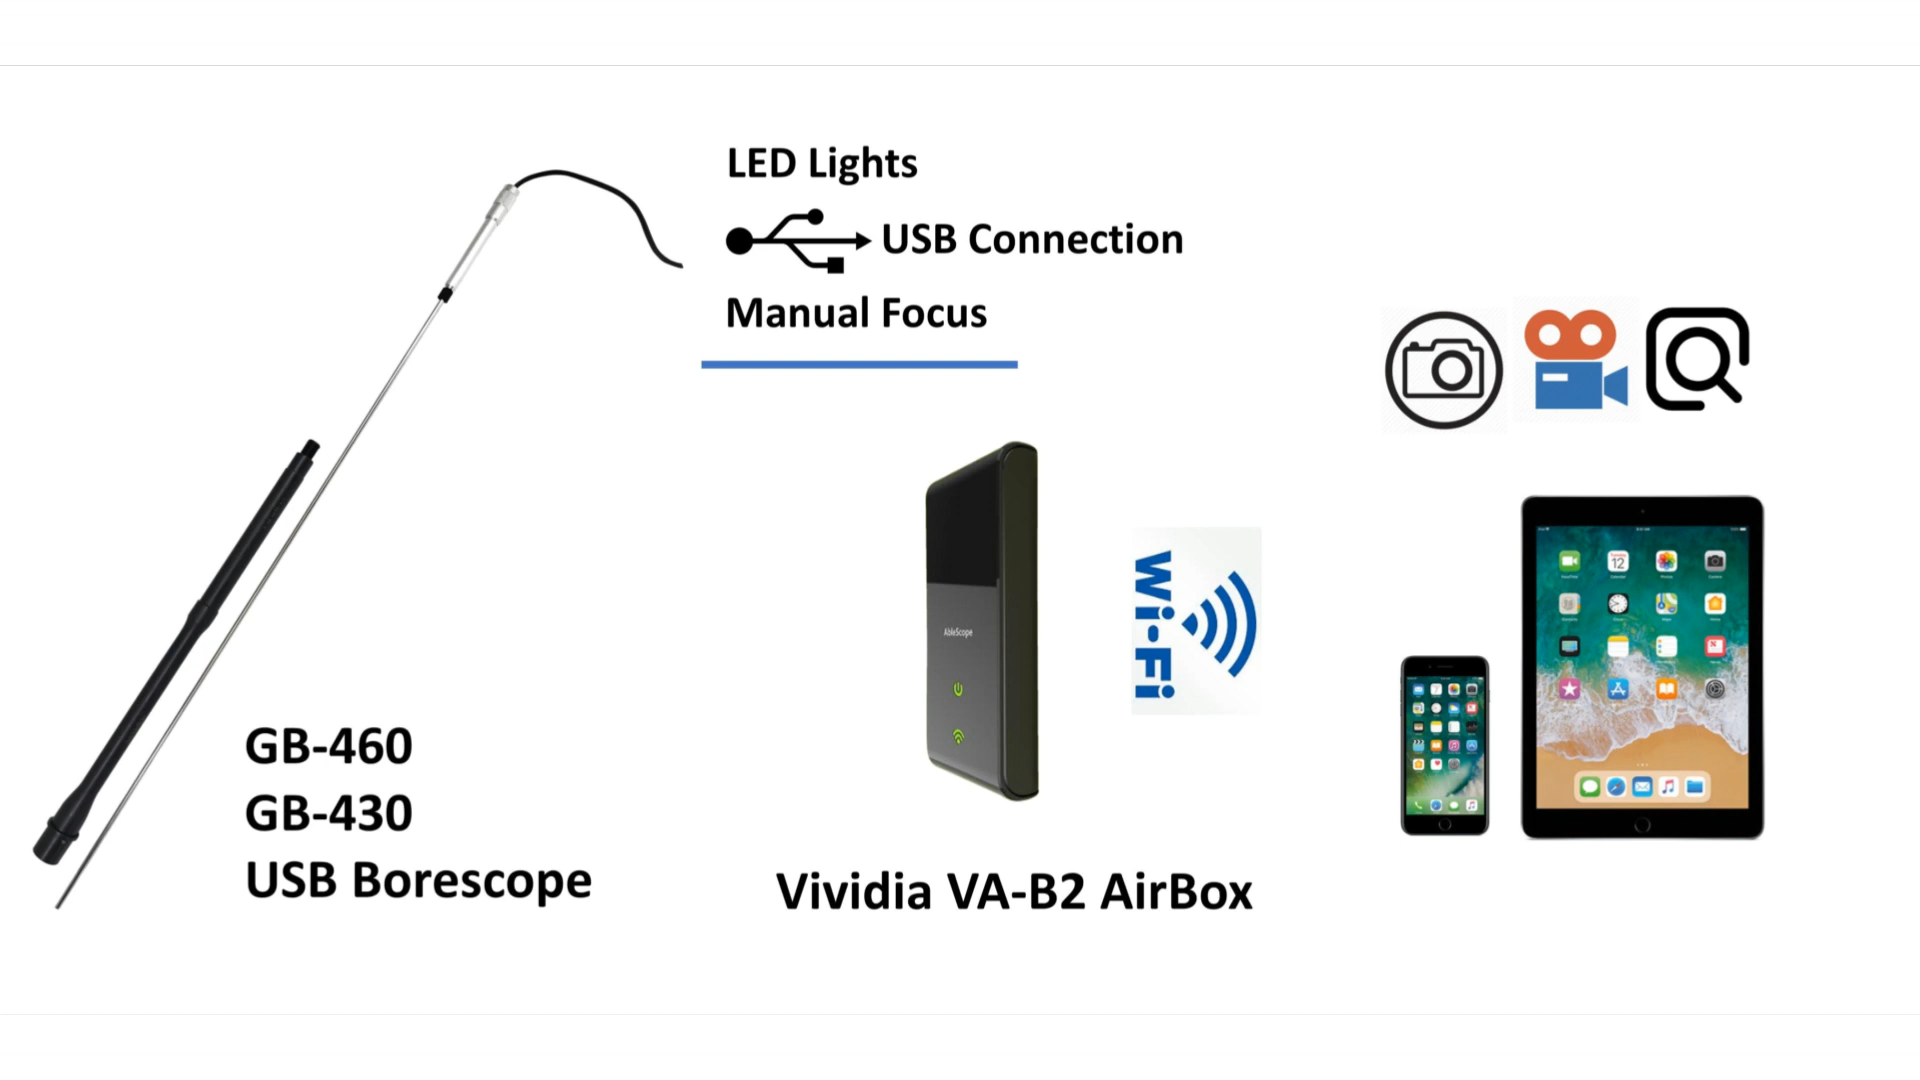 LED Lights
USB Connection
Manual Focus
AbleScope
Wi-Fi
GB-460
GB-430
USB Borescope
Vividia VA-B2 AirBox